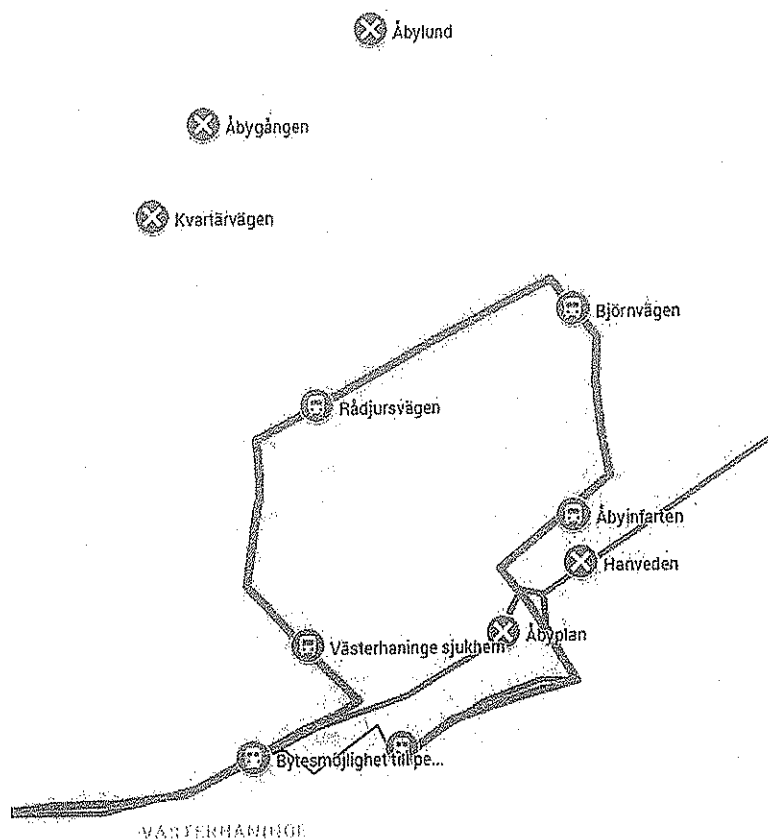 Åbylund
Åbygången
Kvartärvägen
Björnvägen
Rådjursvägen
Åbyinfarten
Hanveden
Åbyplan
Västerhaninge sjukhem
Bytesmöjlighet till pe...
VÄSTERHANINGE